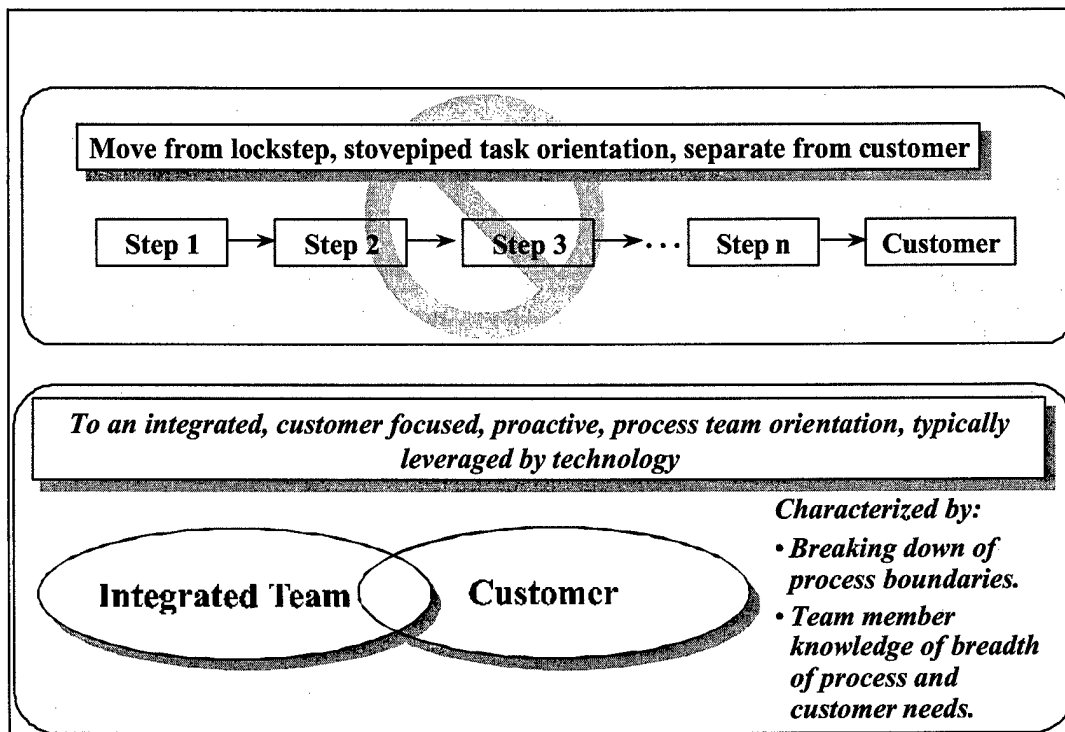 Move from lockstep, stovepiped task orientation, separate from customer
Step 1 Step 2 Step 3 ... Step n Customer
To an integrated, customer focused, proactive, process team orientation, typically
leveraged by technology
Integrated Team Customer
Characterized by:
• Breaking down of
process boundaries.
• Team member
knowledge of breadth
of process and
customer needs.